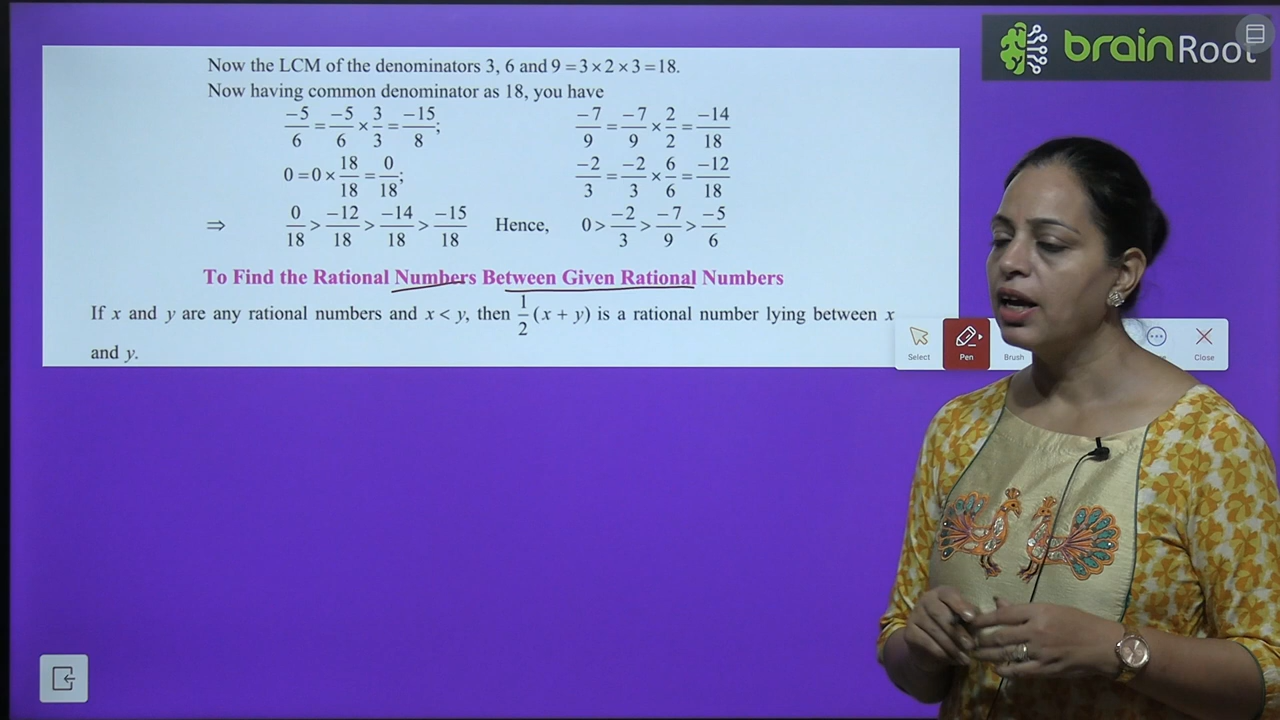 brainRoot
Now the LCM of the denominators 3, 6 and 9 = 3 × 2 × 3 = 18.
Now having common denominator as 18, you have
-5/6 = -5/6 × 3/3 = -15/8; -7/9 = -7/9 × 2/2 = -14/18
0 = 0 × 18/18 = 0/18; -2/3 = -2/3 × 6/6 = -12/18
⇒ 0/18 > -12/18 > -14/18 > -15/18 Hence, 0 > -2/3 > -7/9 > -5/6
To Find the Rational Numbers Between Given Rational Numbers
If x and y are any rational numbers and x < y, then 1/2 (x + y) is a rational number lying between x
and y.
Select Pen Brush Close